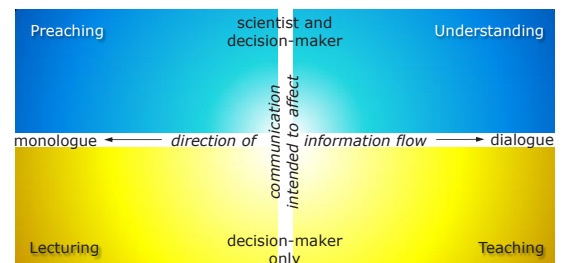 Preaching
scientist and
decision-maker
Understanding
communication
intended to affect
monologue
direction of
information flow
dialogue
Lecturing
decision-maker
only
Teaching